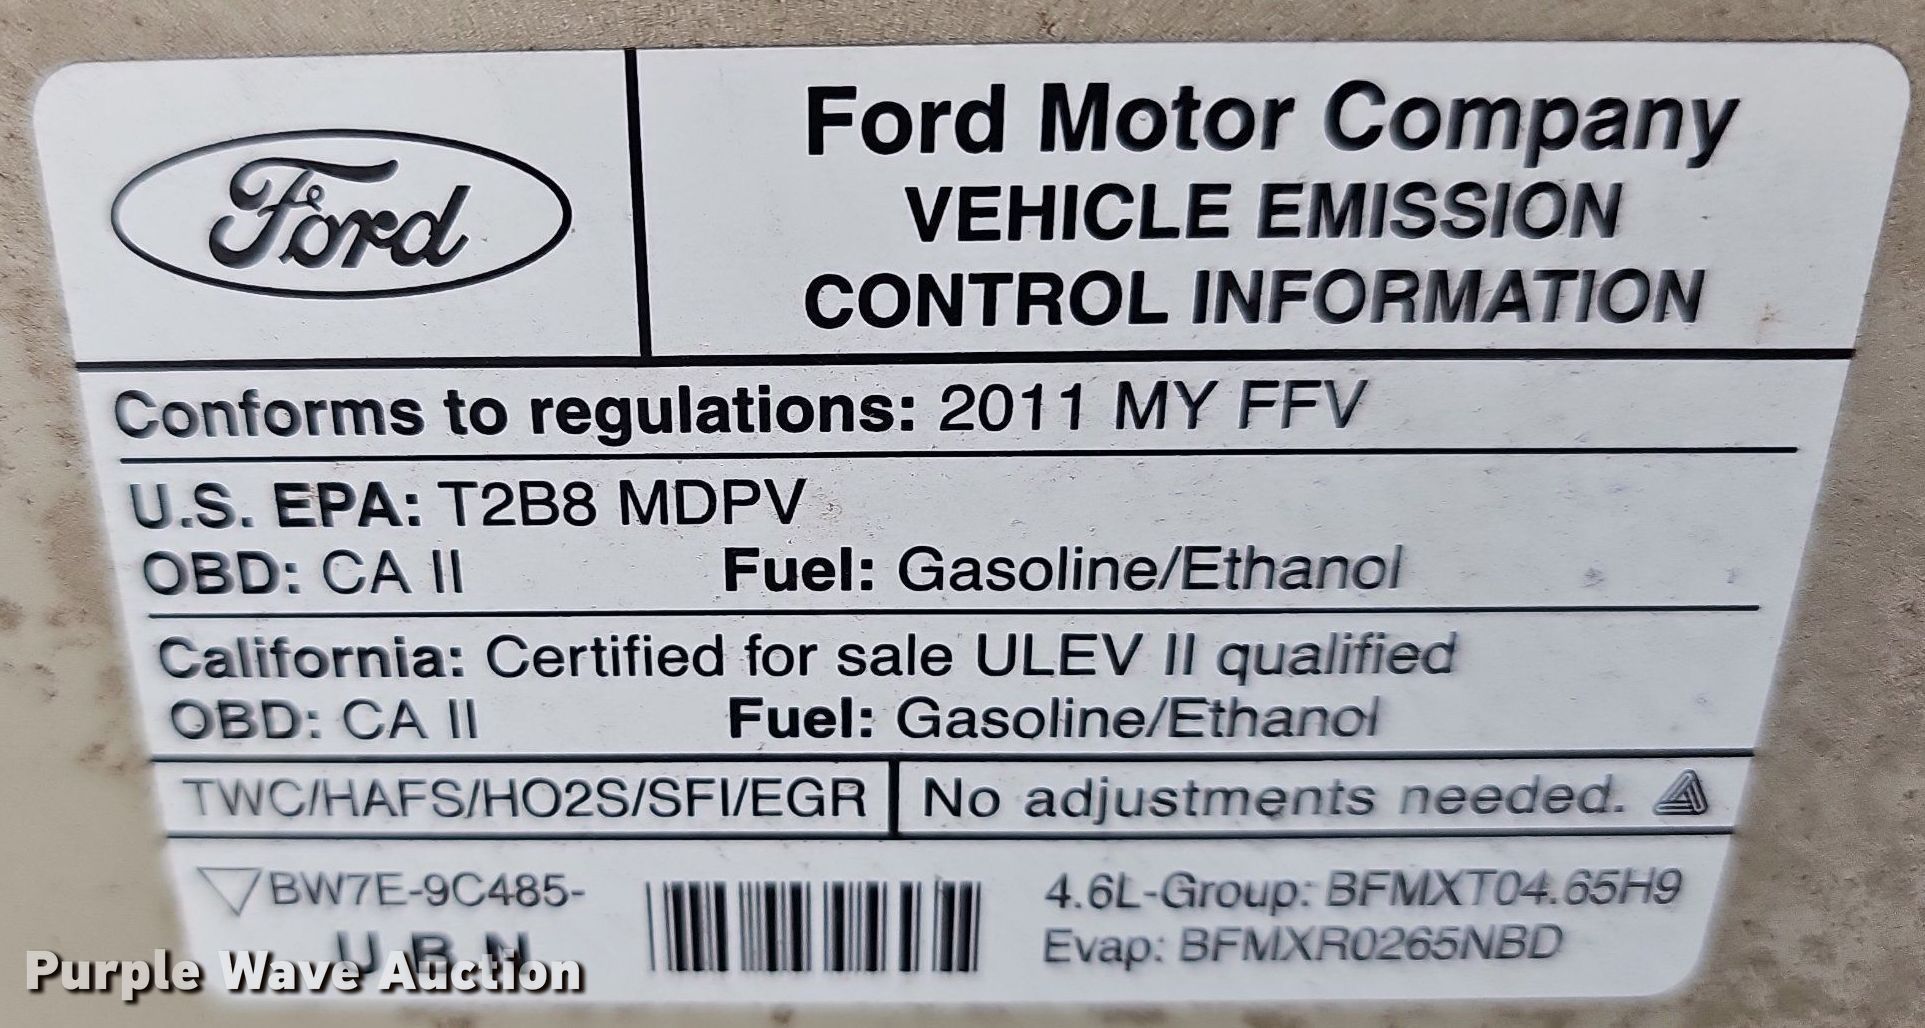 Ford
Ford Motor Company
VEHICLE EMISSION
CONTROL INFORMATION
Conforms to regulations: 2011 MY FFV
U.S. EPA: T2B8 MDPV
OBD: CA II Fuel: Gasoline/Ethanol
California: Certified for sale ULEV II qualified
OBD: CA II Fuel: Gasoline/Ethanol
TWC/HAFS/HO2S/SFI/EGR No adjustments needed.
BW7E-9C485-
4.6L-Group: BFMXT04.65H9
Evap: BFMXR0265NBD
Purple Wave Auction